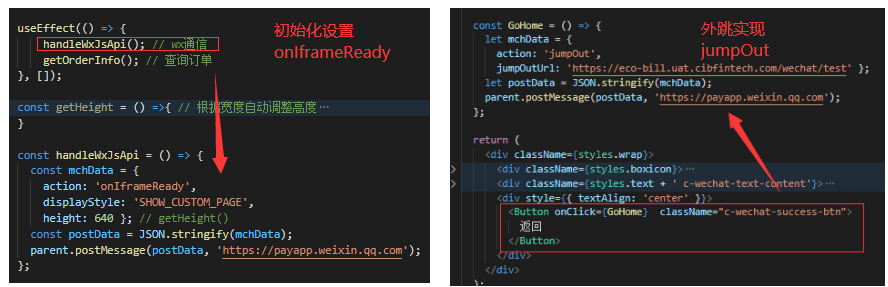 useEffect(() => {
handleWxJsApi(); // wx通信
getOrderInfo(); // 查询订单
}, []);
初始化设置
onIframeReady
const getHeight = () =>{ // 根据宽度自动调整高度 ⋯
}
const handleWxJsApi = () => {
const mchData = {
action: 'onIframeReady',
displayStyle: 'SHOW_CUSTOM_PAGE',
height: 640 }; // getHeight()
const postData = JSON.stringify(mchData);
parent.postMessage(postData, 'https://payapp.weixin.qq.com');
};
const GoHome = () => {
let mchData = {
action: 'jumpOut',
jumpOutUrl: 'https://eco-bill.uat.cibfintech.com/wechat/test' };
let postData = JSON.stringify(mchData);
parent.postMessage(postData, 'https://payapp.weixin.qq.com');
};
外跳实现
jumpOut
return (
<div className={styles.wrap}>
<div className={styles.boxicon}> ⋯
<div className={styles.text + ' c-wechat-text-content'}> ⋯
<div style={{ textAlign: 'center' }}>
<Button onClick={GoHome} className="c-wechat-success-btn">
返回
</Button>
</div>
</div>
);